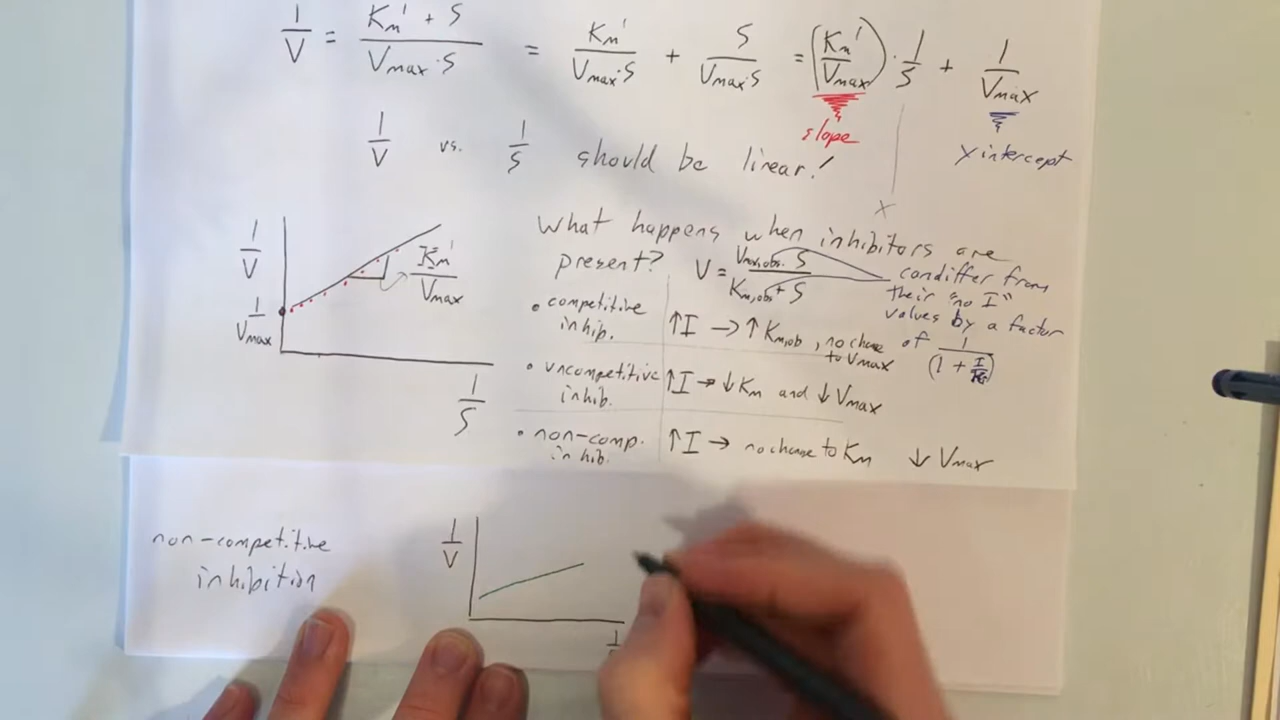 1/V = (Km' + S)/(Vmax·S) = Km'/(Vmax·S) + S/(Vmax·S) = (Km'/Vmax) · 1/S + 1/Vmax
slope
Y intercept
1/V vs. 1/S should be linear!
X
1/V
1/Vmax
Km'/Vmax
1/S
What happens when inhibitors are
present? V = (Vmax,obs · S)/(Km,obs + S)
can differ from
their "no I"
values by a factor
of 1/(1 + I/KI)
• competitive
inhib.
↑I → ↑ Km,ob , no change
to Vmax
• uncompetitive
inhib.
↑I → ↓ Km and ↓ Vmax
• non-comp.
inhib.
↑I → no change to Km ↓ Vmax
non-competitive
inhibition
1/V
1